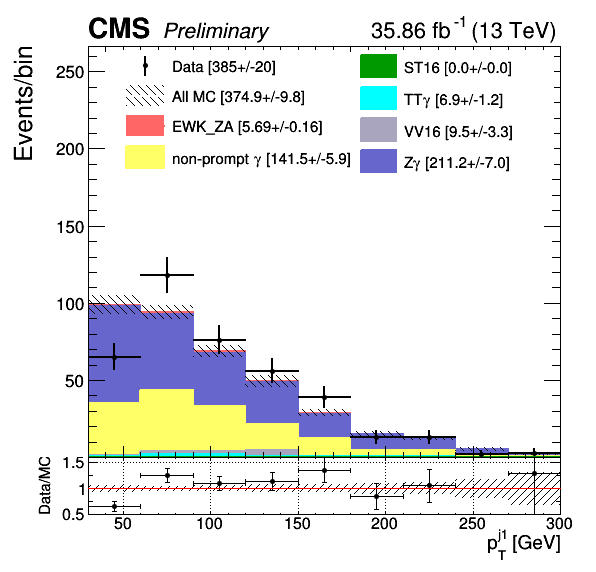 CMS Preliminary 35.86 fb⁻¹ (13 TeV)
Events/bin
250
200
150
100
50
Data [385+/-20]
All MC [374.9+/-9.8]
EWK_ZA [5.69+/-0.16]
non-prompt γ [141.5+/-5.9]
ST16 [0.0+/-0.0]
TTγ [6.9+/-1.2]
VV16 [9.5+/-3.3]
Zγ [211.2+/-7.0]
Data/MC
1.5
1
0.5
50 100 150 200 250 300
p_T^j1 [GeV]